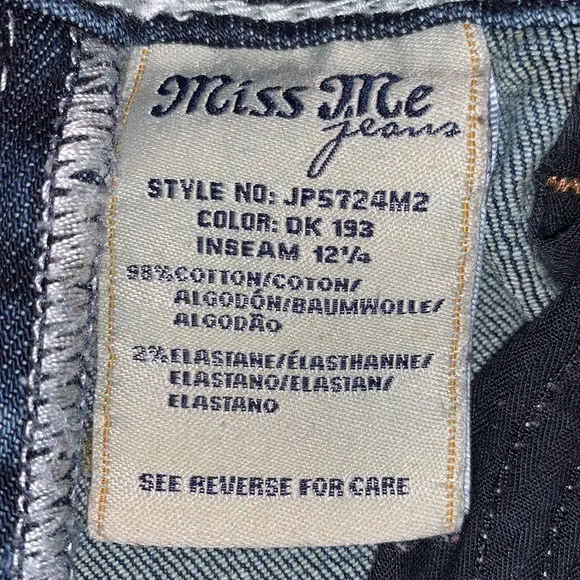 Miss Me
jeans
STYLE NO: JP5724M2
COLOR: DK 193
INSEAM 12¼
98%COTTON/COTON/
ALGODÓN/BAUMWOLLE/
ALGODÃO
2%ELASTANE/ÉLASTHANNE/
ELASTANO/ELASTAN/
ELASTANO
SEE REVERSE FOR CARE